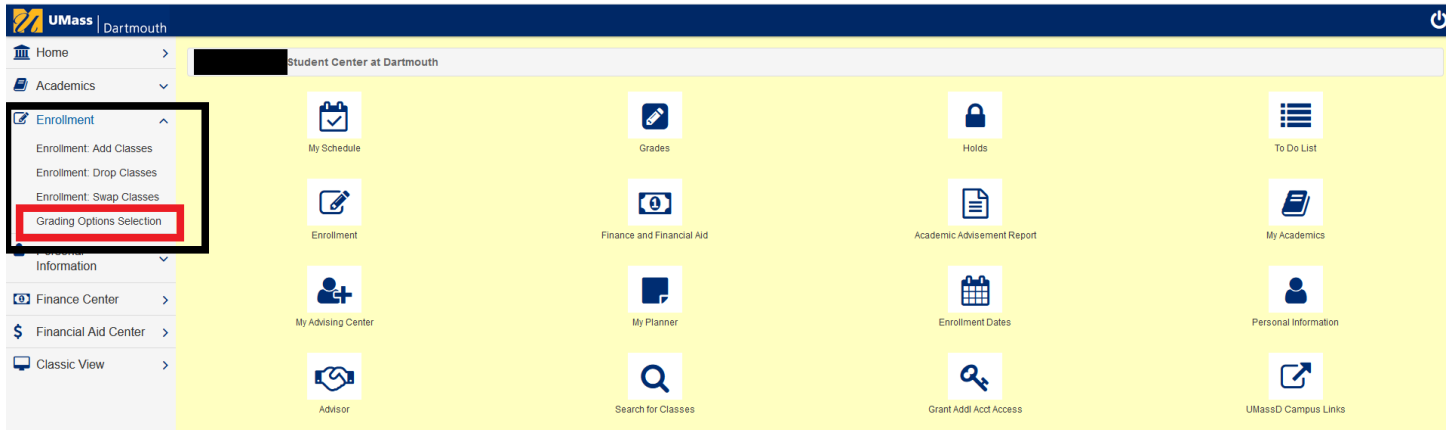 UMass | Dartmouth
Home
Academics
Enrollment
Enrollment: Add Classes
Enrollment: Drop Classes
Enrollment: Swap Classes
Grading Options Selection
Personal
Information
Finance Center
$ Financial Aid Center
Classic View
Student Center at Dartmouth
My Schedule
Grades
Holds
To Do List
Enrollment
Finance and Financial Aid
Academic Advisement Report
My Academics
My Advising Center
My Planner
Enrollment Dates
Personal Information
Advisor
Search for Classes
Grant Addl Acct Access
UMassD Campus Links